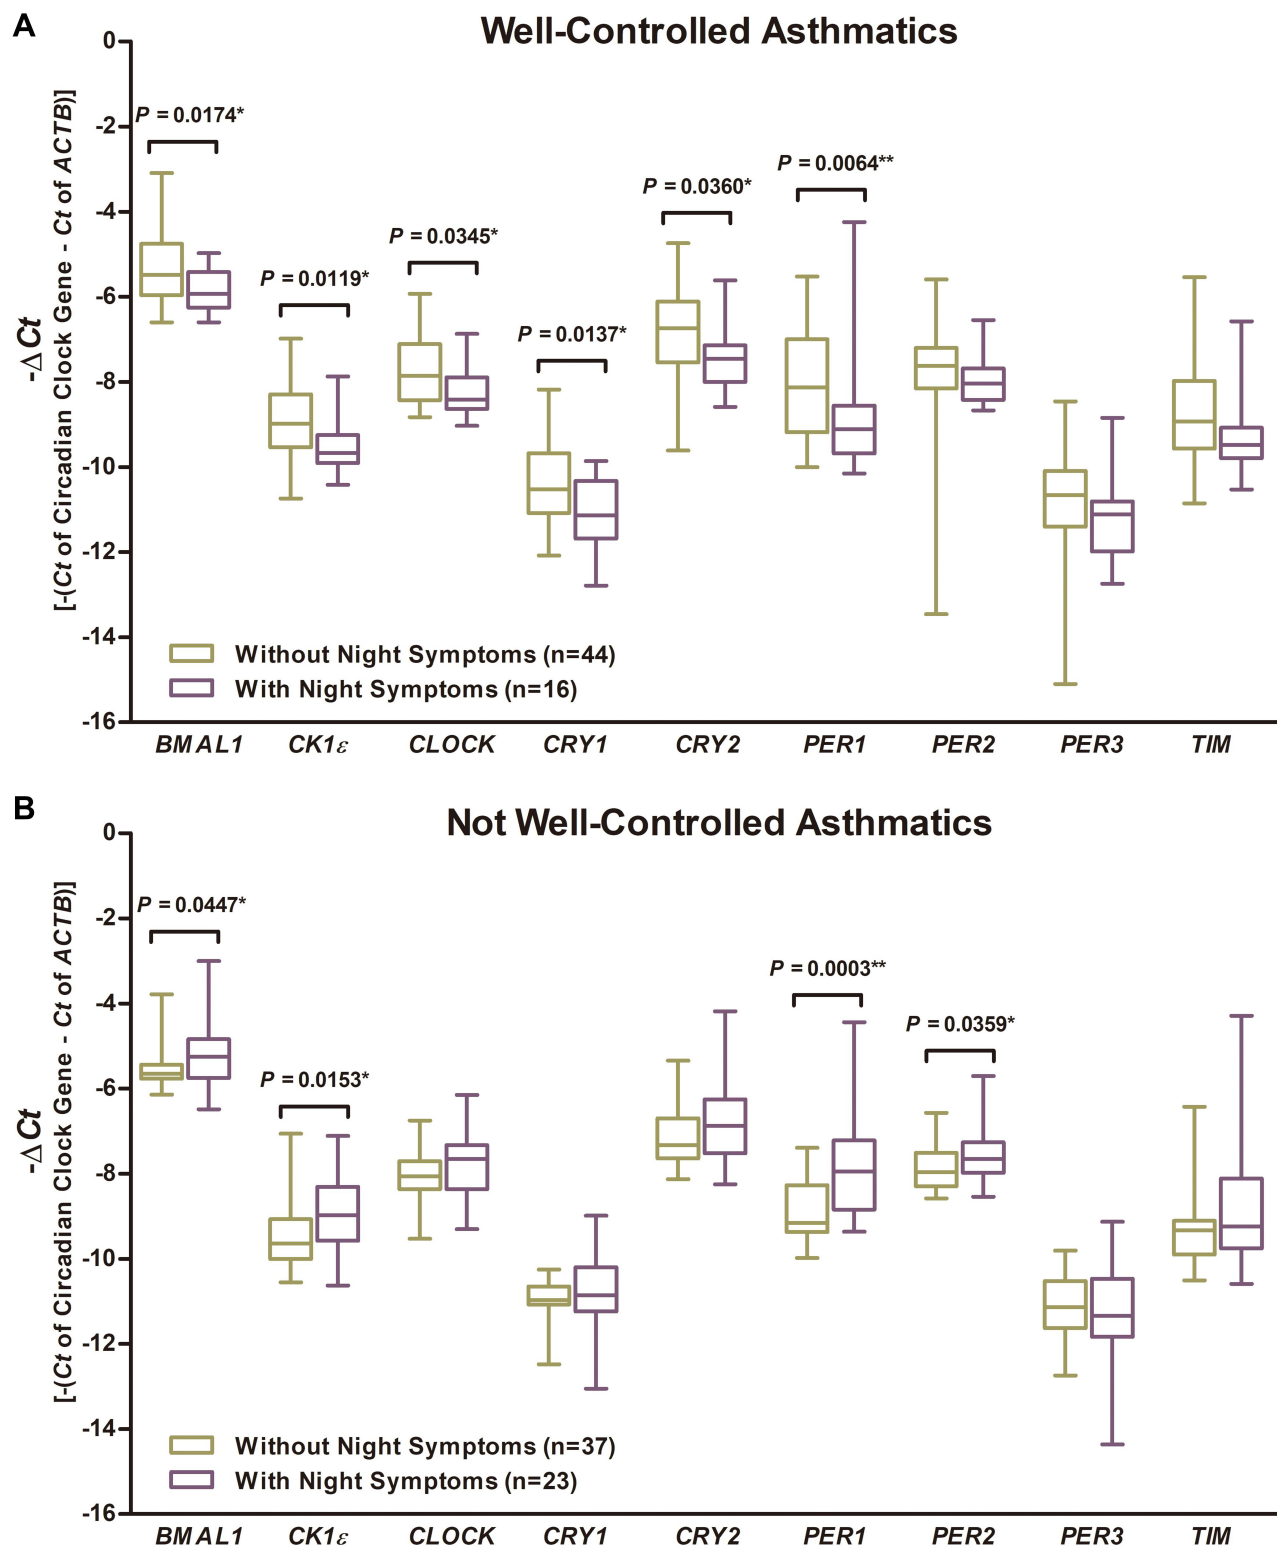 A
Well-Controlled Asthmatics
-ΔCt
[-(Ct of Circadian Clock Gene - Ct of ACTB)]
0
-2
-4
-6
-8
-10
-12
-14
-16
P = 0.0174*
P = 0.0119*
P = 0.0345*
P = 0.0137*
P = 0.0360*
P = 0.0064**
Without Night Symptoms (n=44)
With Night Symptoms (n=16)
BMAL1 CK1ε CLOCK CRY1 CRY2 PER1 PER2 PER3 TIM
B
Not Well-Controlled Asthmatics
-ΔCt
[-(Ct of Circadian Clock Gene - Ct of ACTB)]
0
-2
-4
-6
-8
-10
-12
-14
-16
P = 0.0447*
P = 0.0153*
P = 0.0003**
P = 0.0359*
Without Night Symptoms (n=37)
With Night Symptoms (n=23)
BMAL1 CK1ε CLOCK CRY1 CRY2 PER1 PER2 PER3 TIM